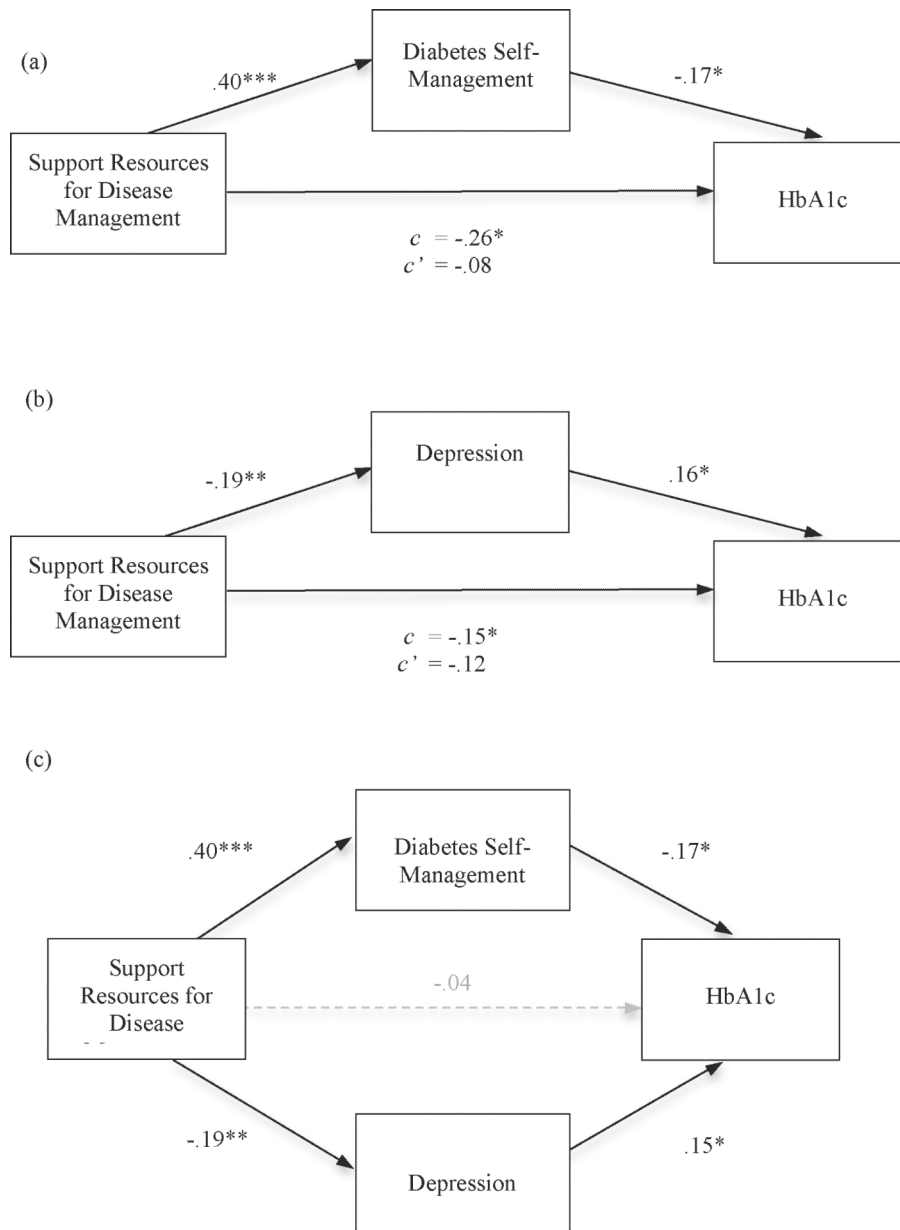 (a)
Diabetes Self-
Management
.40***
-.17*
Support Resources
for Disease
Management
HbA1c
c = -.26*
c’ = -.08
(b)
Depression
-.19**
.16*
Support Resources
for Disease
Management
HbA1c
c = -.15*
c’ = -.12
(c)
.40***
Diabetes Self-
Management
-.17*
Support
Resources for
Disease
-.04
HbA1c
-.19**
Depression
.15*